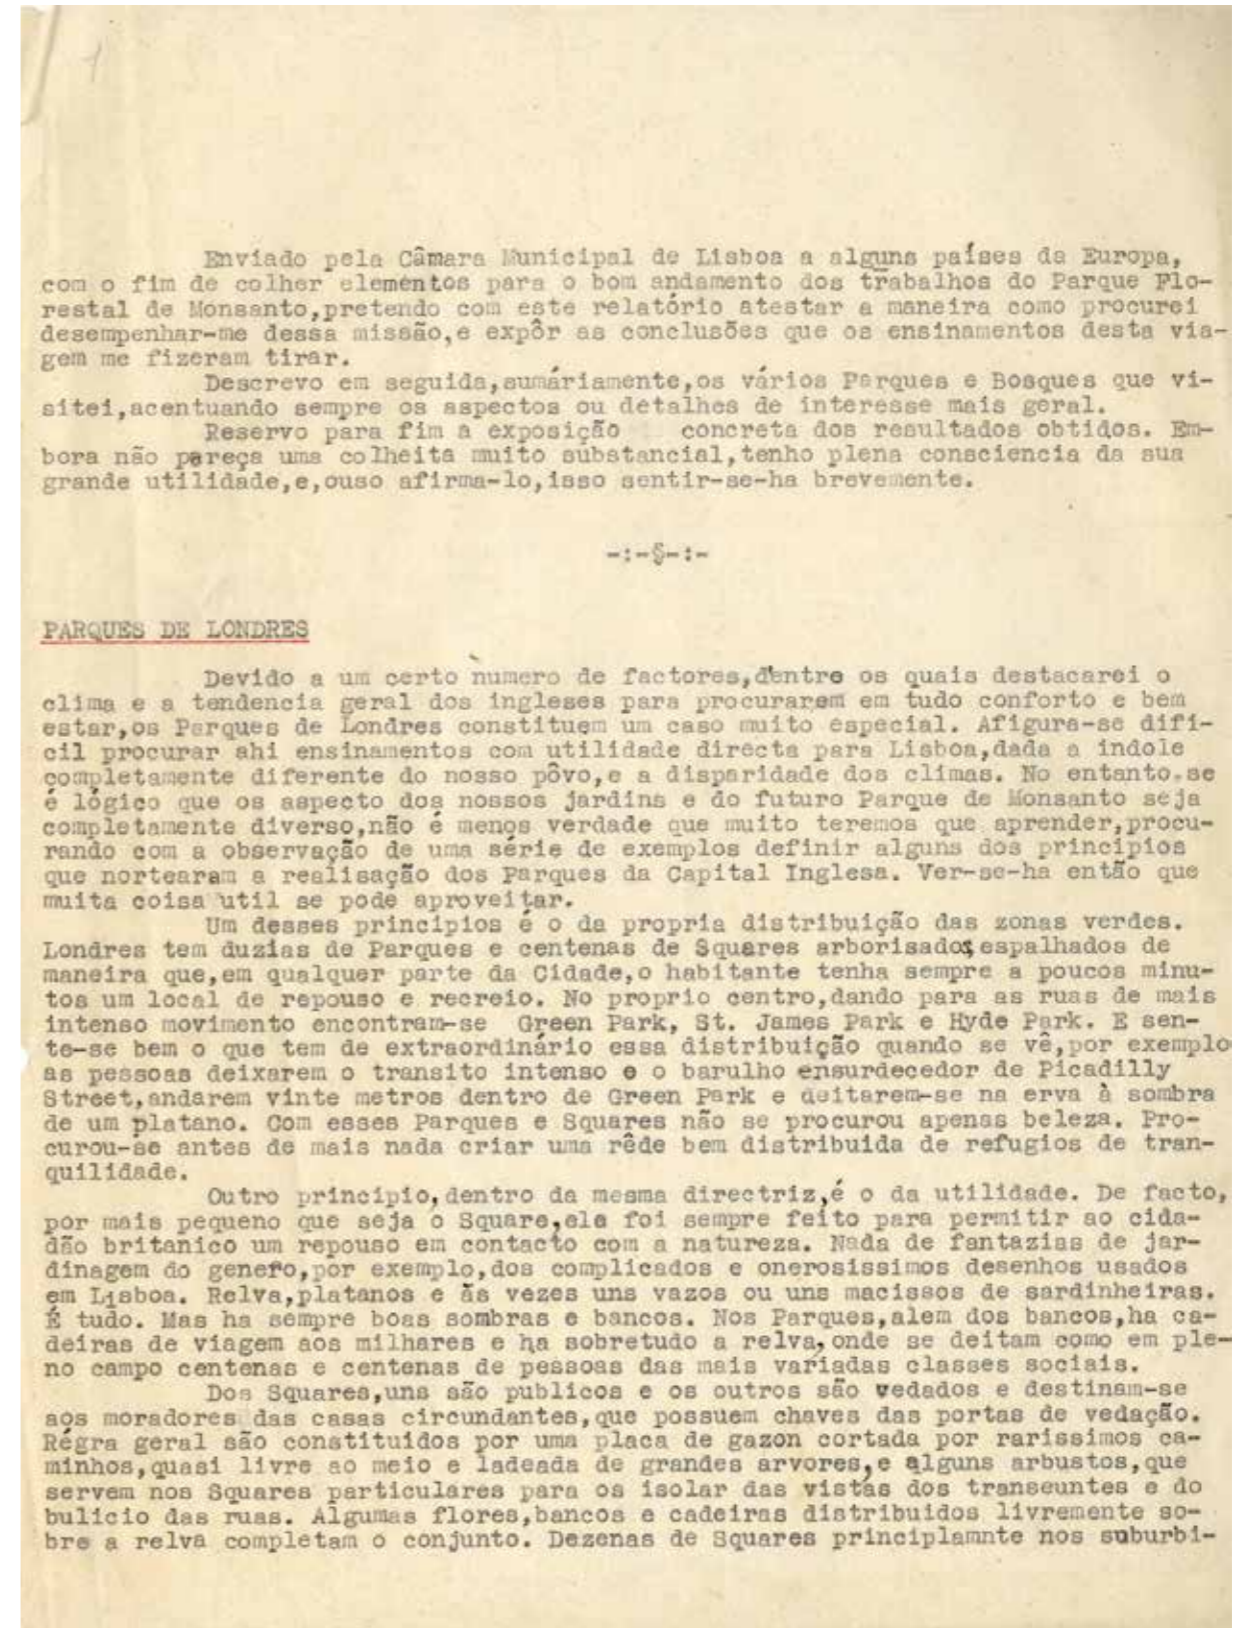 1
Enviado pela Câmara Municipal de Lisboa a alguns países da Europa,
com o fim de colher elementos para o bom andamento dos trabalhos do Parque Flo-
restal de Monsanto,pretendo com este relatório atestar a maneira como procurei
desempenhar-me dessa missão,e expôr as conclusões que os ensinamentos desta via-
gem me fizeram tirar.
Descrevo em seguida,sumáriamente,os vários Parques e Bosques que vi-
sitei,acentuando sempre os aspectos ou detalhes de interesse mais geral.
Reservo para fim a exposição concreta dos resultados obtidos. Em-
bora não pareça uma colheita muito substancial,tenho plena consciencia da sua
grande utilidade,e,ouso afirma-lo,isso sentir-se-ha brevemente.
-:-§-:-
PARQUES DE LONDRES
Devido a um certo numero de factores,dentre os quais destacarei o
clima e a tendencia geral dos ingleses para procurarem em tudo conforto e bem
estar,os Parques de Londres constituem um caso muito especial. Afigura-se difi-
cil procurar ahi ensinamentos com utilidade directa para Lisboa,dada a indole
completamente diferente do nosso pôvo,e a disparidade dos climas. No entanto,se
é lógico que os aspecto dos nossos jardins e do futuro Parque de Monsanto seja
completamente diverso,não é menos verdade que muito teremos que aprender,procu-
rando com a observação de uma série de exemplos definir alguns dos principios
que nortearam a realisação dos Parques da Capital Inglesa. Ver-se-ha então que
muita coisa util se pode aproveitar.
Um desses principios é o da propria distribuição das zonas verdes.
Londres tem duzias de Parques e centenas de Squares arborisados,espalhados de
maneira que,em qualquer parte da Cidade,o habitante tenha sempre a poucos minu-
tos um local de repouso e recreio. No proprio centro,dando para as ruas de mais
intenso movimento encontram-se Green Park, St. James Park e Hyde Park. E sen-
te-se bem o que tem de extraordinário essa distribuição quando se vê,por exemplo
as pessoas deixarem o transito intenso e o barulho ensurdecedor de Picadilly
Street,andarem vinte metros dentro de Green Park e deitarem-se na erva à sombra
de um platano. Com esses Parques e Squares não se procurou apenas beleza. Pro-
curou-se antes de mais nada criar uma rêde bem distribuida de refugios de tran-
quilidade.
Outro principio,dentro da mesma directriz,é o da utilidade. De facto,
por mais pequeno que seja o Square,ele foi sempre feito para permitir ao cida-
dão britanico um repouso em contacto com a natureza. Nada de fantazias de jar-
dinagem do genero,por exemplo,dos complicados e onerosissimos desenhos usados
em Lisboa. Relva,platanos e ás vezes uns vazos ou uns macissos de sardinheiras.
É tudo. Mas ha sempre boas sombras e bancos. Nos Parques,alem dos bancos,ha ca-
deiras de viagem aos milhares e ha sobretudo a relva,onde se deitam como em ple-
no campo centenas e centenas de pessoas das mais variadas classes sociais.
Dos Squares,uns são publicos e os outros são vedados e destinam-se
aos moradores das casas circundantes,que possuem chaves das portas de vedação.
Régra geral são constituidos por uma placa de gazon cortada por rarissimos ca-
minhos,quasi livre ao meio e ladeada de grandes arvores,e alguns arbustos,que
servem nos Squares particulares para os isolar das vistas dos transeuntes e do
bulicio das ruas. Algumas flores,bancos e cadeiras distribuidos livremente so-
bre a relva completam o conjunto. Dezenas de Squares principlamnte nos suburbi-